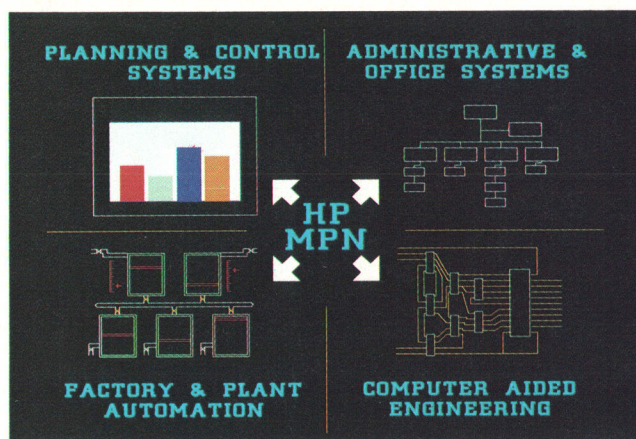 PLANNING & CONTROL
SYSTEMS
ADMINISTRATIVE &
OFFICE SYSTEMS
HP
MPN
FACTORY & PLANT
AUTOMATION
COMPUTER AIDED
ENGINEERING